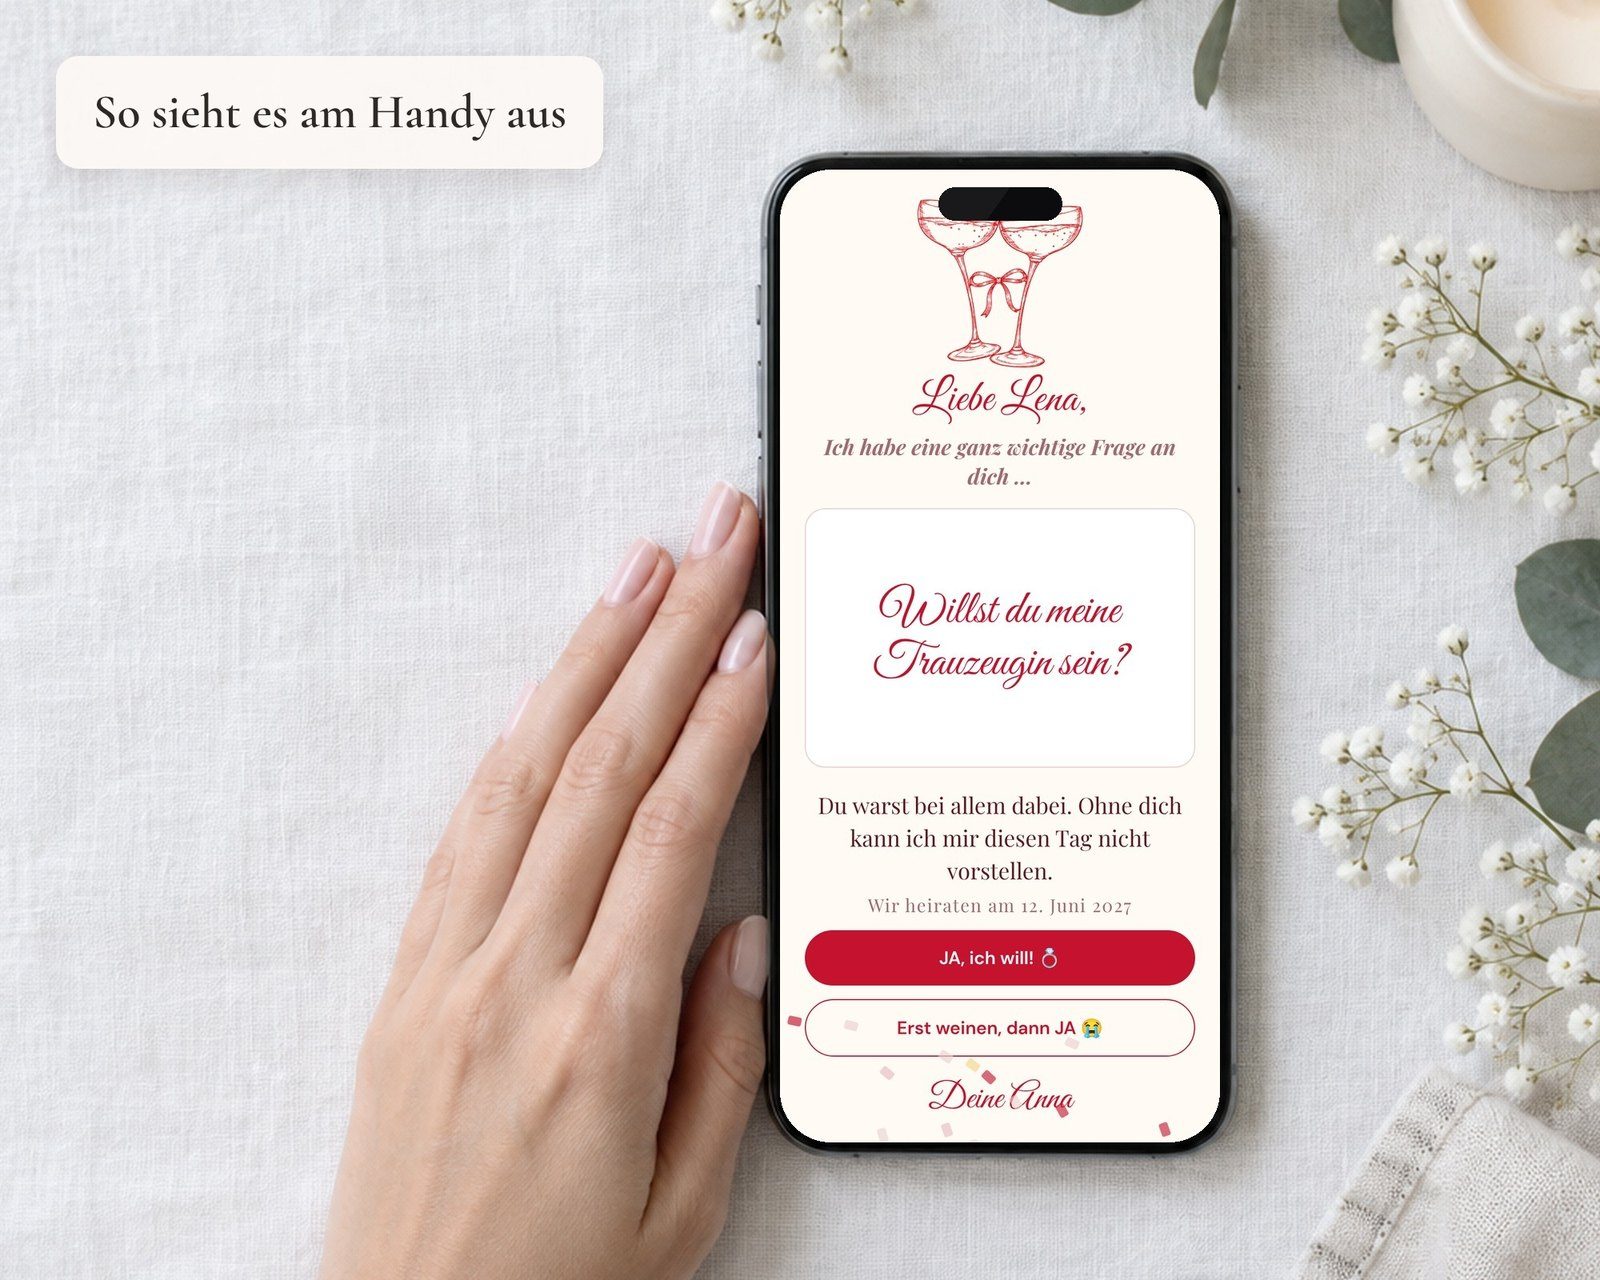 So sieht es am Handy aus
Liebe Lena,
Ich habe eine ganz wichtige Frage an
dich ...
Willst du meine
Trauzeugin sein?
Du warst bei allem dabei. Ohne dich
kann ich mir diesen Tag nicht
vorstellen.
Wir heiraten am 12. Juni 2027
JA, ich will! 💍
Erst weinen, dann JA 😭
Deine Anna